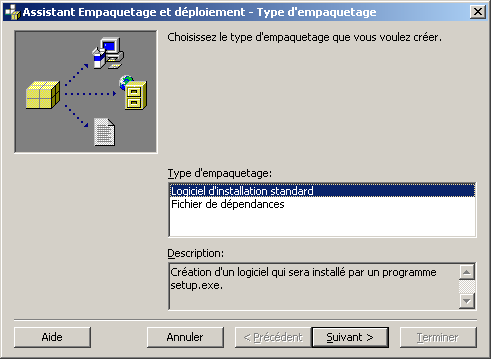 Assistant Empaquetage et déploiement - Type d'empaquetage
Choisissez le type d'empaquetage que vous voulez créer.
Type d'empaquetage:
Logiciel d'installation standard
Fichier de dépendances
Description:
Création d'un logiciel qui sera installé par un programme
setup.exe.
Aide
Annuler
< Précédent
Suivant >
Terminer